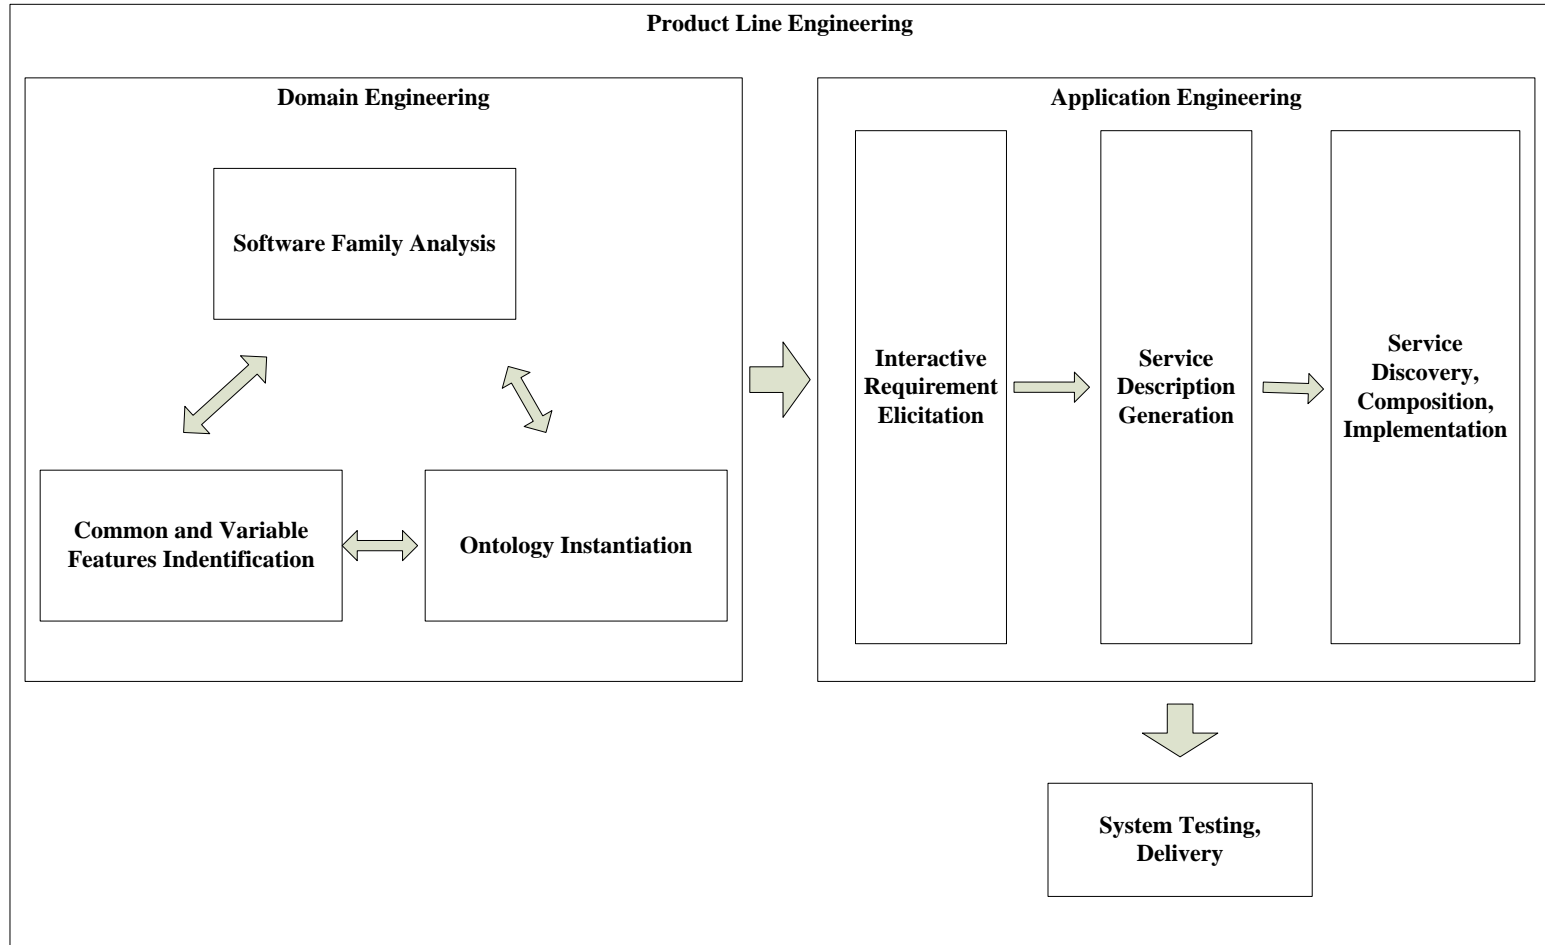 Product Line Engineering
Domain Engineering
Software Family Analysis
Common and Variable
Features Indentification
Ontology Instantiation
Application Engineering
Interactive
Requirement
Elicitation
Service
Description
Generation
Service
Discovery,
Composition,
Implementation
System Testing,
Delivery